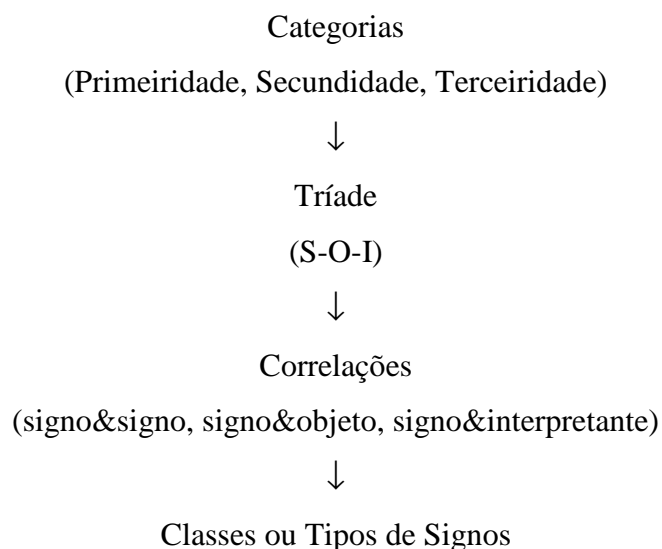 Categorias
(Primeiridade, Secundidade, Terceiridade)
↓
Tríade
(S-O-I)
↓
Correlações
(signo&signo, signo&objeto, signo&interpretante)
↓
Classes ou Tipos de Signos